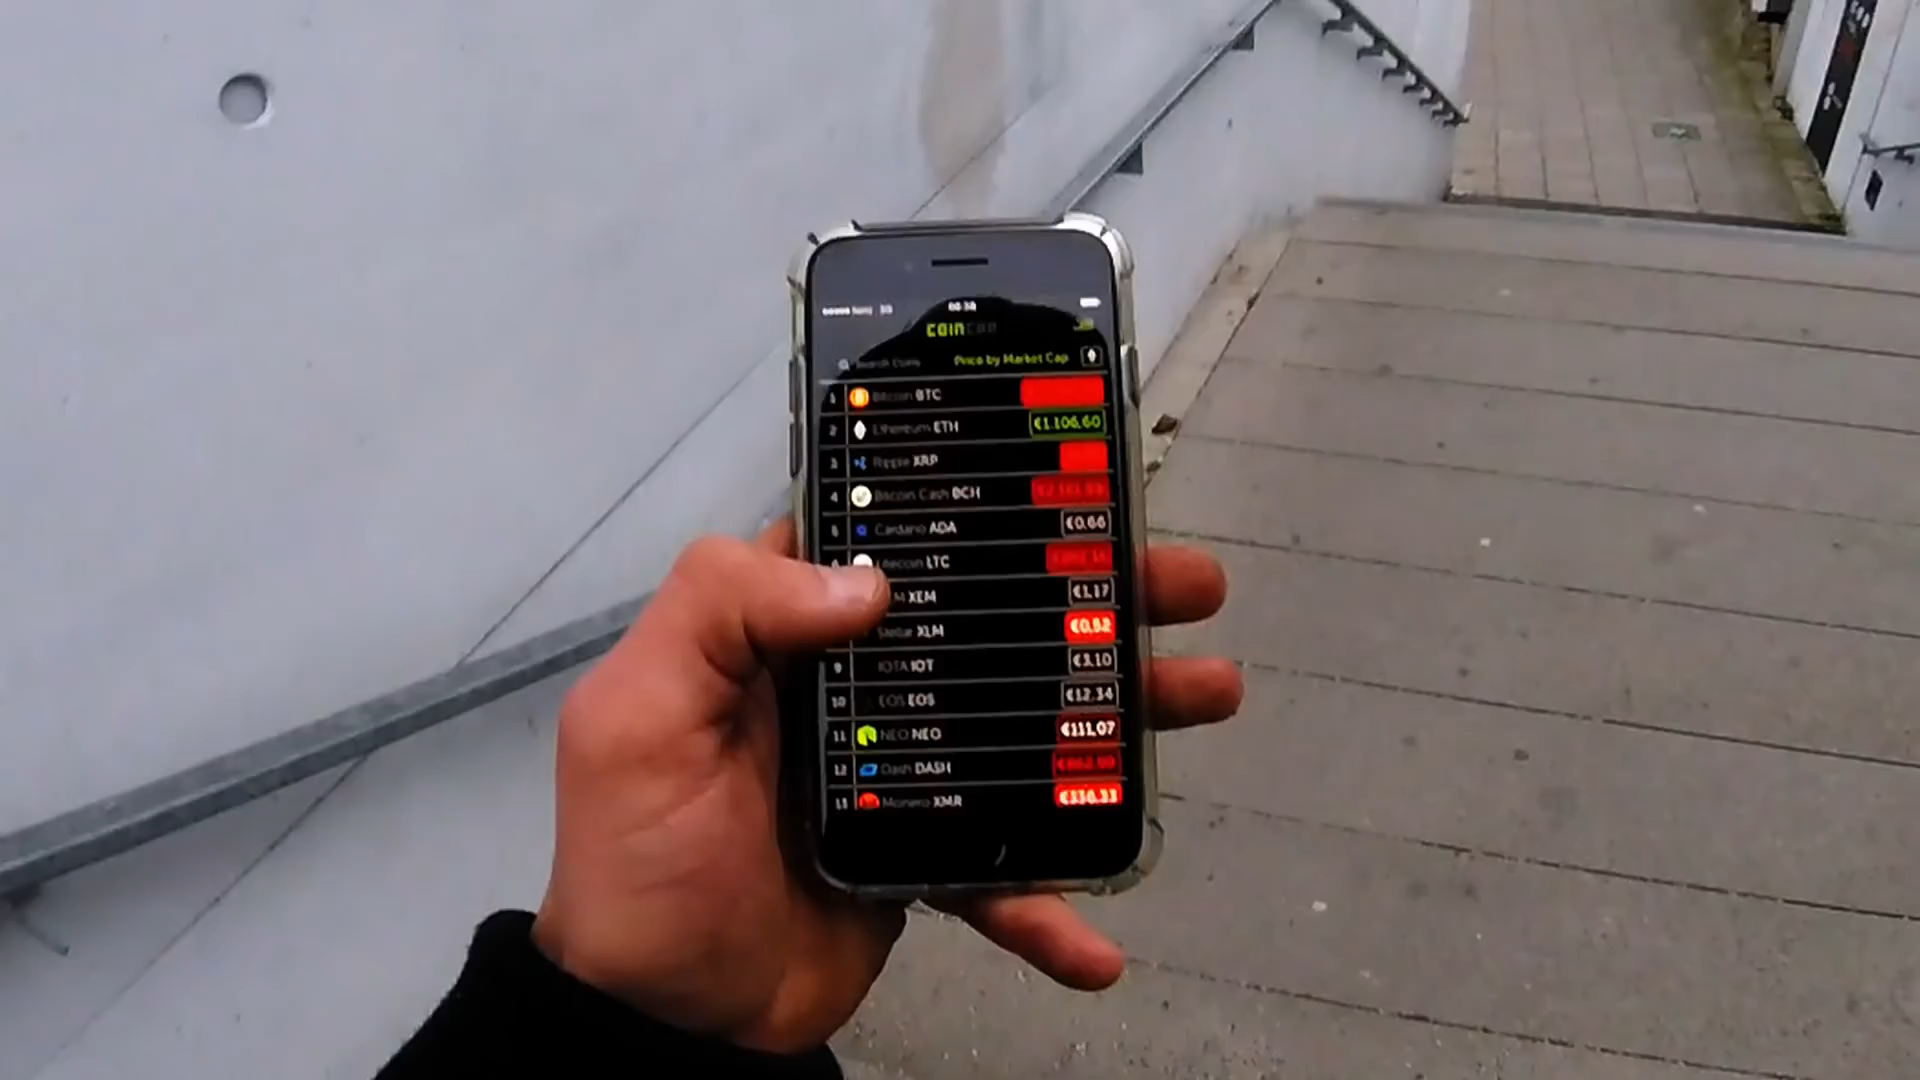 COINCAP
Search Coins Price by Market Cap
1 Bitcoin BTC
2 Ethereum ETH €1.106,60
3 Ripple XRP
4 Bitcoin Cash BCH
5 Cardano ADA €0,66
6 Litecoin LTC
M XEM €1,17
Stellar XLM €0,52
9 IOTA IOT €3,10
10 EOS EOS €12,34
11 NEO NEO €111,07
12 Dash DASH
13 Monero XMR €336,33